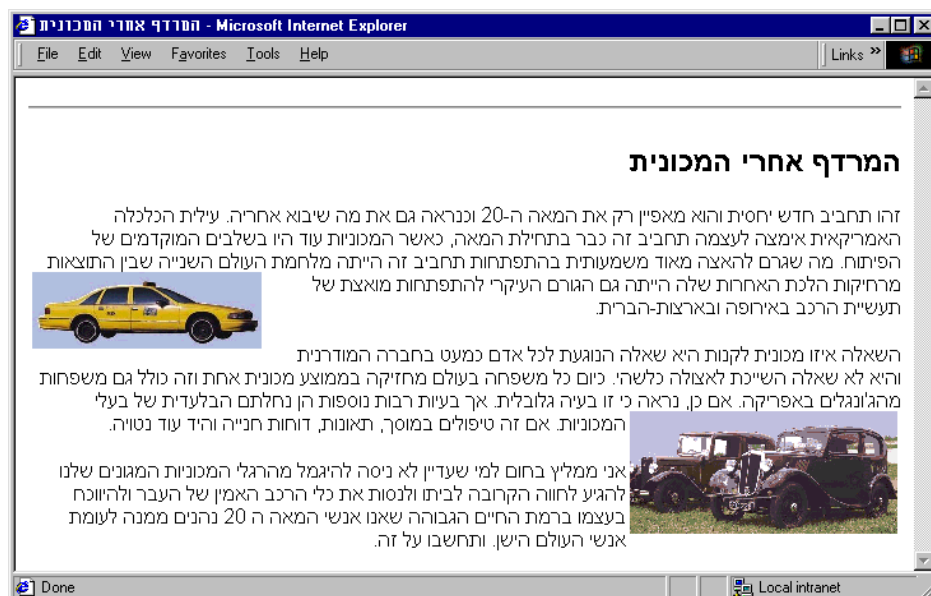 המרדף אחרי המכונית - Microsoft Internet Explorer
File Edit View Favorites Tools Help Links »
המרדף אחרי המכונית
זהו תחביב חדש יחסית והוא מאפיין רק את המאה ה-20 וכנראה גם את מה שיבוא אחריה. עילית הכלכלה
האמריקאית אימצה לעצמה תחביב זה כבר בתחילת המאה, כאשר המכוניות עוד היו בשלבים המוקדמים של
הפיתוח. מה שגרם להאצה מאוד משמעותית בהתפתחות תחביב זה הייתה מלחמת העולם השנייה שבין התוצאות
מרחיקות הלכת האחרות שלה הייתה גם הגורם העיקרי להתפתחות מואצת של
תעשיית הרכב באירופה ובארצות-הברית.
השאלה איזו מכונית לקנות היא שאלה הנוגעת לכל אדם כמעט בחברה המודרנית
והיא לא שאלה השייכת לאצולה כלשהי. כיום כל משפחה בעולם מחזיקה בממוצע מכונית אחת וזה כולל גם משפחות
מהג'ונגלים באפריקה. אם כן, נראה כי זו בעיה גלובלית. אך בעיות רבות נוספות הן נחלתם הבלעדית של בעלי
המכוניות. אם זה טיפולים במוסך, תאונות, דוחות חנייה והיד עוד נטויה.
אני ממליץ בחום למי שעדיין לא ניסה להיגמל מהרגלי המכוניות המגונים שלנו
להגיע לחווה הקרובה לביתו ולנסות את כלי הרכב האמין של העבר ולהיווכח
בעצמו ברמת החיים הגבוהה שאנו אנשי המאה ה 20 נהנים ממנה לעומת
אנשי העולם הישן. ותחשבו על זה.
Done Local intranet